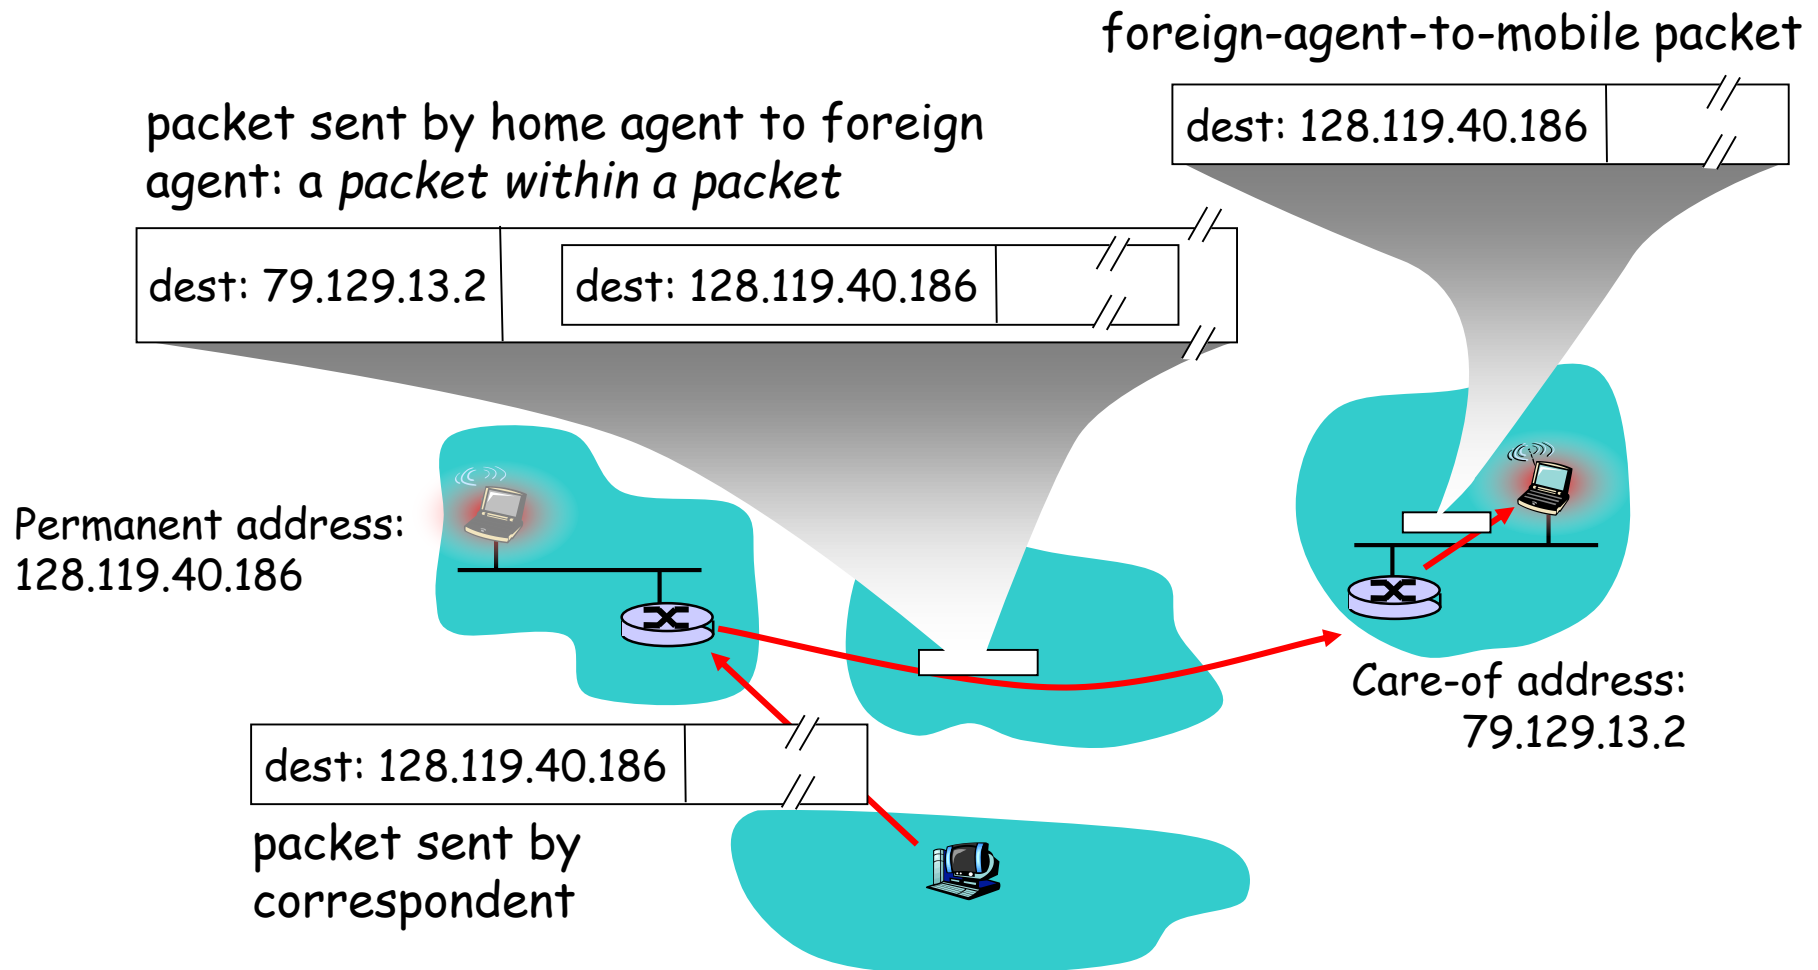 foreign-agent-to-mobile packet
dest: 128.119.40.186
packet sent by home agent to foreign
agent: a packet within a packet
dest: 79.129.13.2
dest: 128.119.40.186
Permanent address:
128.119.40.186
Care-of address:
79.129.13.2
dest: 128.119.40.186
packet sent by
correspondent